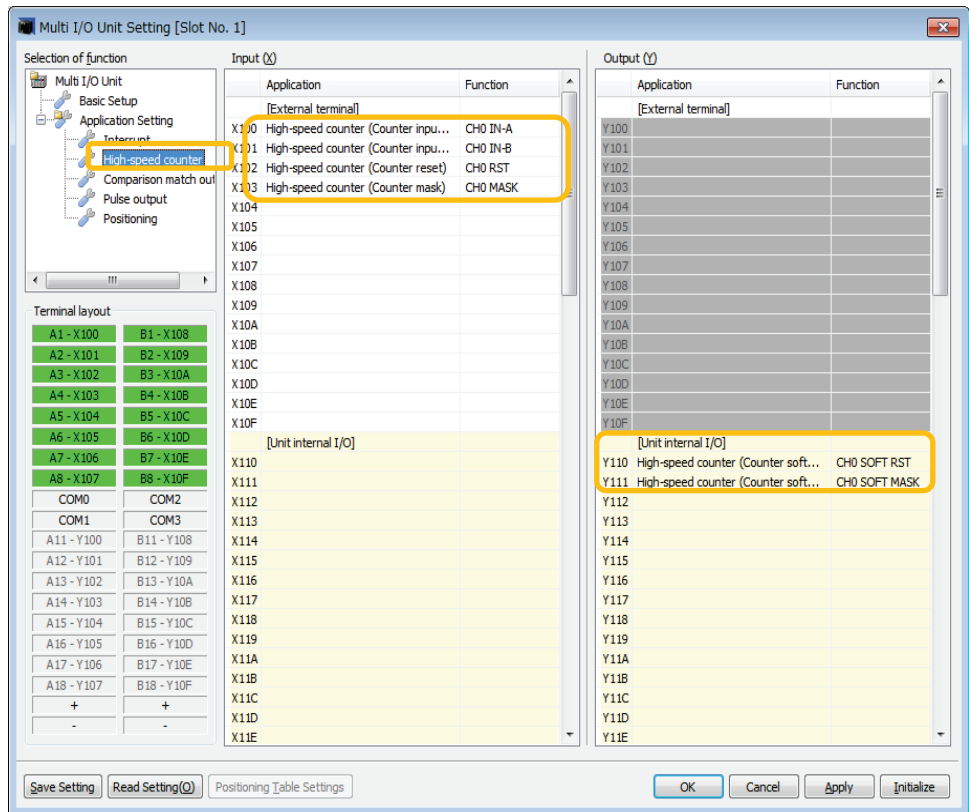 Multi I/O Unit Setting [Slot No. 1]
Selection of function
Multi I/O Unit
Basic Setup
Application Setting
Interrupt
High-speed counter
Comparison match out
Pulse output
Positioning
Terminal layout
A1 - X100 B1 - X108
A2 - X101 B2 - X109
A3 - X102 B3 - X10A
A4 - X103 B4 - X10B
A5 - X104 B5 - X10C
A6 - X105 B6 - X10D
A7 - X106 B7 - X10E
A8 - X107 B8 - X10F
COM0 COM2
COM1 COM3
A11 - Y100 B11 - Y108
A12 - Y101 B12 - Y109
A13 - Y102 B13 - Y10A
A14 - Y103 B14 - Y10B
A15 - Y104 B15 - Y10C
A16 - Y105 B16 - Y10D
A17 - Y106 B17 - Y10E
A18 - Y107 B18 - Y10F
+ +
- -
Input (X)
Application Function
[External terminal]
X100 High-speed counter (Counter inpu... CH0 IN-A
X101 High-speed counter (Counter inpu... CH0 IN-B
X102 High-speed counter (Counter reset) CH0 RST
X103 High-speed counter (Counter mask) CH0 MASK
X104
X105
X106
X107
X108
X109
X10A
X10B
X10C
X10D
X10E
X10F
[Unit internal I/O]
X110
X111
X112
X113
X114
X115
X116
X117
X118
X119
X11A
X11B
X11C
X11D
X11E
Output (Y)
Application Function
[External terminal]
Y100
Y101
Y102
Y103
Y104
Y105
Y106
Y107
Y108
Y109
Y10A
Y10B
Y10C
Y10D
Y10E
Y10F
[Unit internal I/O]
Y110 High-speed counter (Counter soft... CH0 SOFT RST
Y111 High-speed counter (Counter soft... CH0 SOFT MASK
Y112
Y113
Y114
Y115
Y116
Y117
Y118
Y119
Y11A
Y11B
Y11C
Y11D
Y11E
Save Setting Read Setting(O) Positioning Table Settings OK Cancel Apply Initialize